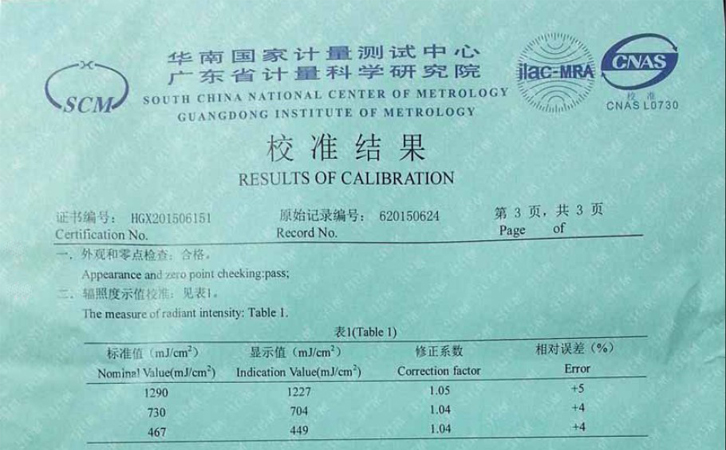 SCM
华南国家计量测试中心
广东省计量科学研究院
SOUTH CHINA NATIONAL CENTER OF METROLOGY
GUANGDONG INSTITUTE OF METROLOGY
ilac-MRA
CNAS
校 准
CNAS L0730
校准结果
RESULTS OF CALIBRATION
证书编号: HGX201506151 原始记录编号: 620150624 第 3 页, 共 3 页
Certification No. Record No. Page of
一. 外观和零点检查: 合格。
Appearance and zero point cheeking:pass;
二. 辐照度示值校准: 见表1。
The measure of radiant intensity: Table 1.
表1(Table 1)
标准值 (mJ/cm²) 显示值 (mJ/cm²) 修正系数 相对误差 (%)
Nominal Value(mJ/cm²) Indication Value(mJ/cm²) Correction factor Error
1290 1227 1.05 +5
730 704 1.04 +4
467 449 1.04 +4